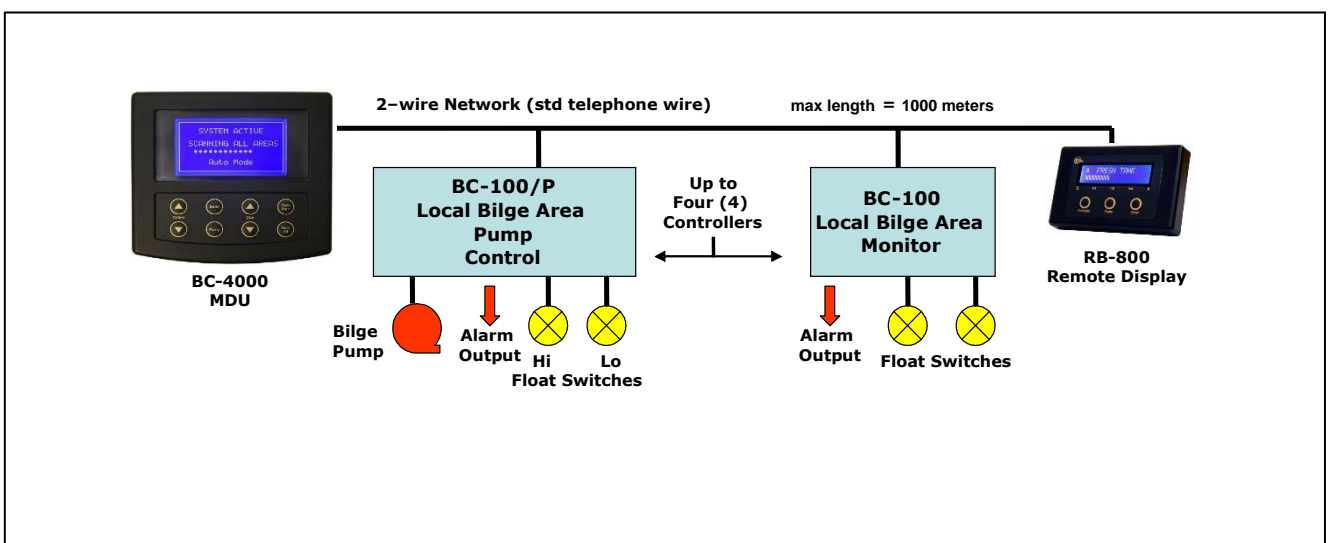 2–wire Network (std telephone wire)
max length = 1000 meters
SYSTEM ACTIVE
SCANNING ALL AREAS
************
Auto Mode
BC-4000
MDU
BC-100/P
Local Bilge Area
Pump
Control
Up to
Four (4)
Controllers
BC-100
Local Bilge Area
Monitor
FRESH TANK
RB-800
Remote Display
Bilge
Pump
Alarm
Output
Hi
Lo
Float Switches
Alarm
Output
Float Switches